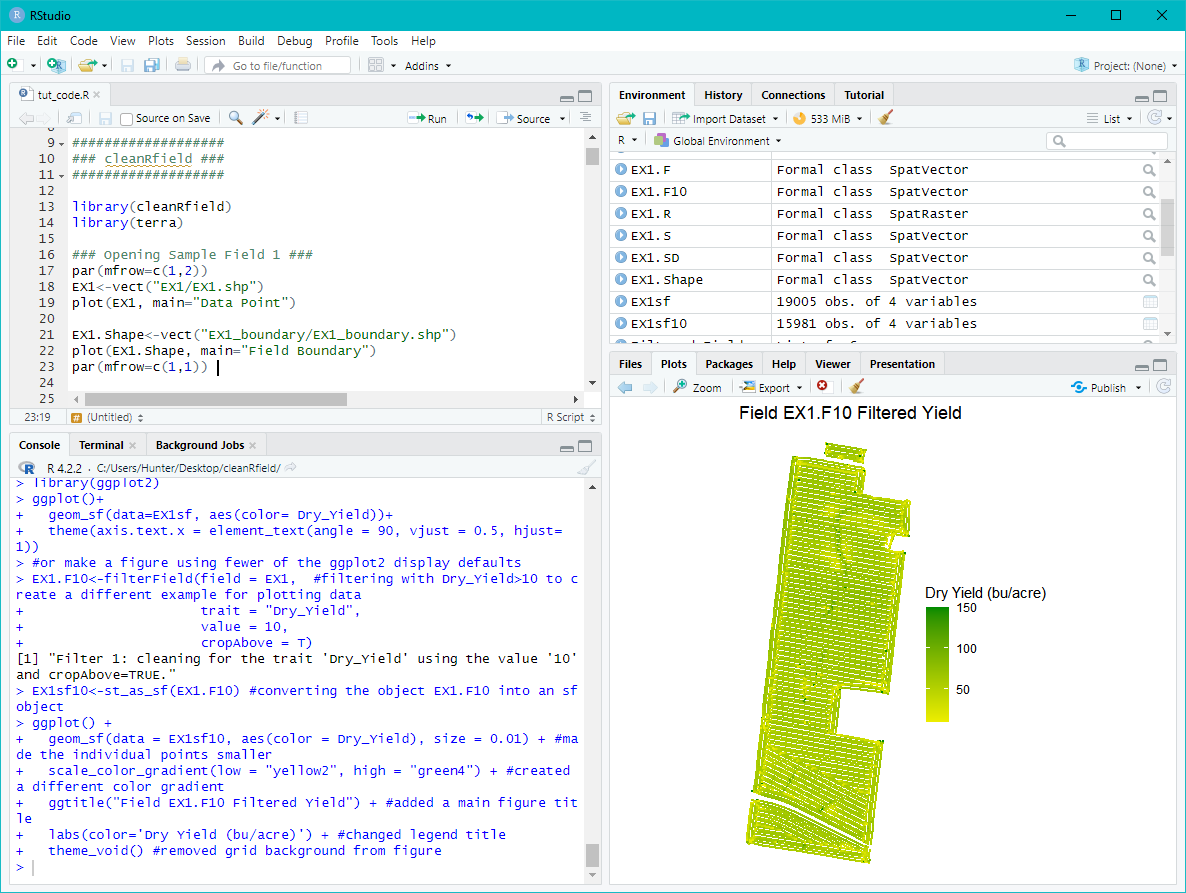 RStudio
File Edit Code View Plots Session Build Debug Profile Tools Help
Go to file/function Addins Project: (None)
tut_code.R
Source on Save Run Source
9 ###################
10 ### cleanRfield ###
11 ###################
12
13 library(cleanRfield)
14 library(terra)
15
16 ### Opening Sample Field 1 ###
17 par(mfrow=c(1,2))
18 EX1<-vect("EX1/EX1.shp")
19 plot(EX1, main="Data Point")
20
21 EX1.Shape<-vect("EX1_boundary/EX1_boundary.shp")
22 plot(EX1.Shape, main="Field Boundary")
23 par(mfrow=c(1,1))
24
25
23:19 # (Untitled) R Script
Console Terminal Background Jobs
R 4.2.2 · C:/Users/Hunter/Desktop/cleanRfield/
> library(ggplot2)
> ggplot()+
+ geom_sf(data=EX1sf, aes(color= Dry_Yield))+
+ theme(axis.text.x = element_text(angle = 90, vjust = 0.5, hjust=
1))
> #or make a figure using fewer of the ggplot2 display defaults
> EX1.F10<-filterField(field = EX1, #filtering with Dry_Yield>10 to c
reate a different example for plotting data
+ trait = "Dry_Yield",
+ value = 10,
+ cropAbove = T)
[1] "Filter 1: cleaning for the trait 'Dry_Yield' using the value '10'
and cropAbove=TRUE."
> EX1sf10<-st_as_sf(EX1.F10) #converting the object EX1.F10 into an sf
object
> ggplot() +
+ geom_sf(data = EX1sf10, aes(color = Dry_Yield), size = 0.01) + #ma
de the individual points smaller
+ scale_color_gradient(low = "yellow2", high = "green4") + #created
a different color gradient
+ ggtitle("Field EX1.F10 Filtered Yield") + #added a main figure tit
le
+ labs(color='Dry Yield (bu/acre)') + #changed legend title
+ theme_void() #removed grid background from figure
>
Environment History Connections Tutorial
Import Dataset 533 MiB List
R Global Environment
EX1.F Formal class SpatVector
EX1.F10 Formal class SpatVector
EX1.R Formal class SpatRaster
EX1.S Formal class SpatVector
EX1.SD Formal class SpatVector
EX1.Shape Formal class SpatVector
EX1sf 19005 obs. of 4 variables
EX1sf10 15981 obs. of 4 variables
Files Plots Packages Help Viewer Presentation
Zoom Export Publish
Field EX1.F10 Filtered Yield
Dry Yield (bu/acre)
150
100
50